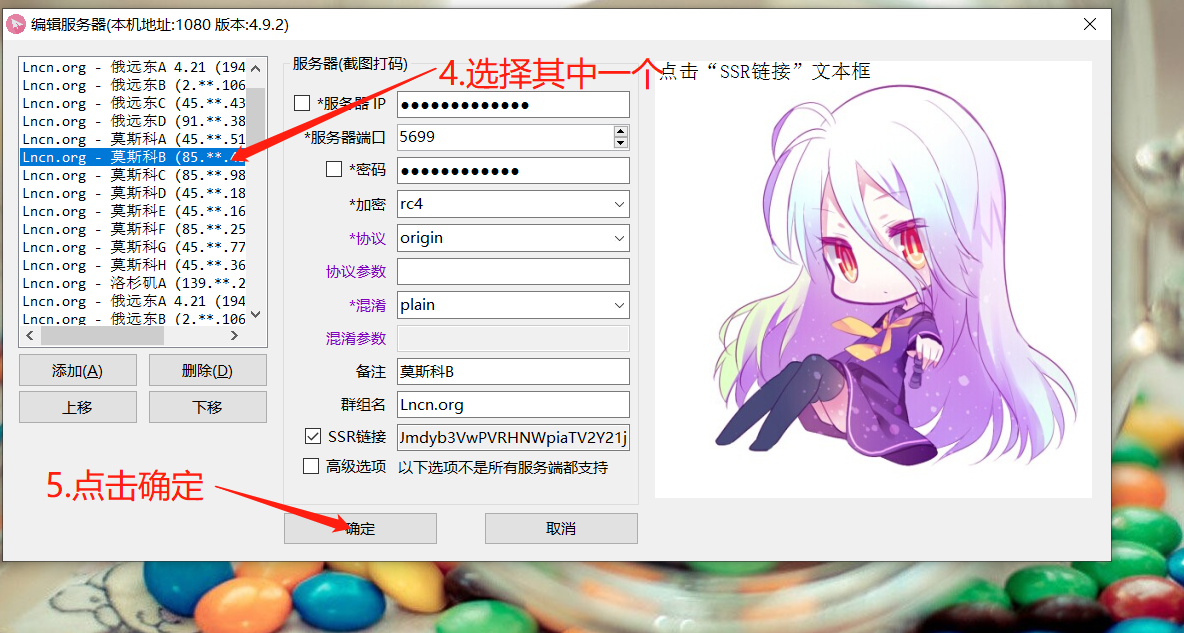 编辑服务器(本机地址:1080 版本:4.9.2)
Lncn.org - 俄远东A 4.21 (194
Lncn.org - 俄远东B (2.**.106
Lncn.org - 俄远东C (45.**.43
Lncn.org - 俄远东D (91.**.38
Lncn.org - 莫斯科A (45.**.51
Lncn.org - 莫斯科B (85.**.
Lncn.org - 莫斯科C (85.**.98
Lncn.org - 莫斯科D (45.**.18
Lncn.org - 莫斯科E (45.**.16
Lncn.org - 莫斯科F (85.**.25
Lncn.org - 莫斯科G (45.**.77
Lncn.org - 莫斯科H (45.**.36
Lncn.org - 洛杉矶A (139.**.2
Lncn.org - 俄远东A 4.21 (194
Lncn.org - 俄远东B (2.**.106
添加(A)
删除(D)
上移
下移
服务器(截图打码)
4.选择其中一个
点击“SSR链接”文本框
*服务器 IP ●●●●●●●●●●●●●
*服务器端口 5699
*密码 ●●●●●●●●●●●●
*加密 rc4
*协议 origin
协议参数
*混淆 plain
混淆参数
备注 莫斯科B
群组名 Lncn.org
SSR链接 Jmdyb3VwPVRHNWpiaTV2Y21j
高级选项 以下选项不是所有服务端都支持
5.点击确定
确定
取消